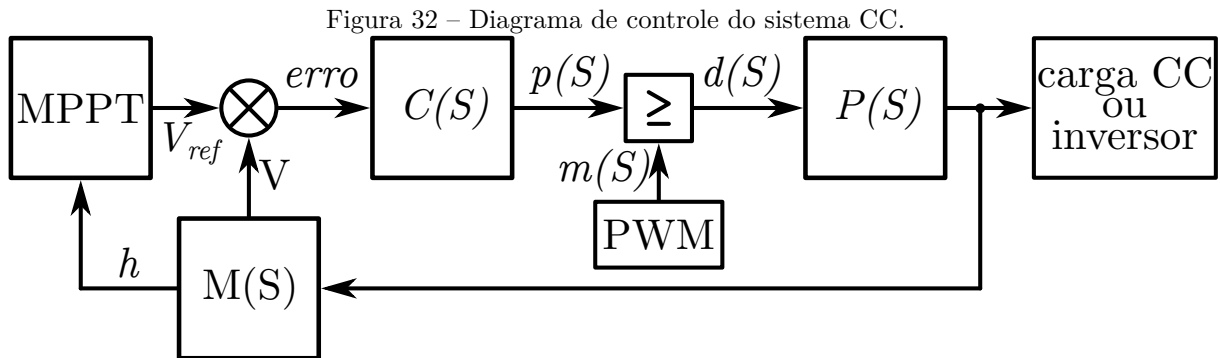 Figura 32 – Diagrama de controle do sistema CC.
MPPT
V_ref
erro
C(S)
p(S)
≥
d(S)
P(S)
carga CC
ou
inversor
V
m(S)
PWM
h
M(S)